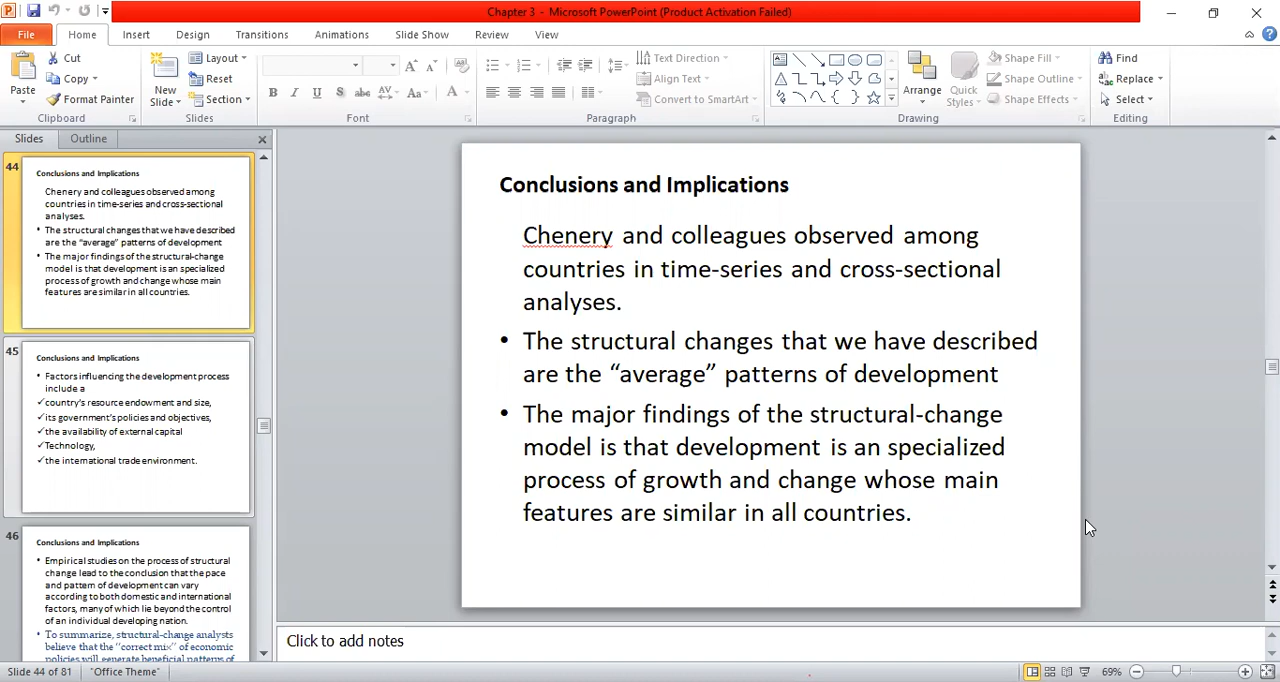 Chapter 3 - Microsoft PowerPoint (Product Activation Failed)
File Home Insert Design Transitions Animations Slide Show Review View
Paste
Cut
Copy
Format Painter
Clipboard
New
Slide
Layout
Reset
Section
Slides
B I U S abc AV Aa A
Font
Paragraph
Text Direction
Align Text
Convert to SmartArt
Arrange
Quick
Styles
Shape Fill
Shape Outline
Shape Effects
Drawing
Find
Replace
Select
Editing
Slides Outline
44
Conclusions and Implications
Chenery and colleagues observed among
countries in time-series and cross-sectional
analyses.
• The structural changes that we have described
are the “average” patterns of development
• The major findings of the structural-change
model is that development is an specialized
process of growth and change whose main
features are similar in all countries.
45
Conclusions and Implications
• Factors influencing the development process
include a
✓country's resource endowment and size,
✓its government's policies and objectives,
✓the availability of external capital
✓Technology,
✓the international trade environment.
46
Conclusions and Implications
• Empirical studies on the process of structural
change lead to the conclusion that the pace
and pattern of development can vary
according to both domestic and international
factors, many of which lie beyond the control
of an individual developing nation.
• To summarize, structural-change analysts
believe that the “correct mix” of economic
policies will generate beneficial patterns of
Conclusions and Implications
Chenery and colleagues observed among
countries in time-series and cross-sectional
analyses.
• The structural changes that we have described
are the “average” patterns of development
• The major findings of the structural-change
model is that development is an specialized
process of growth and change whose main
features are similar in all countries.
Click to add notes
Slide 44 of 81 "Office Theme" 69%